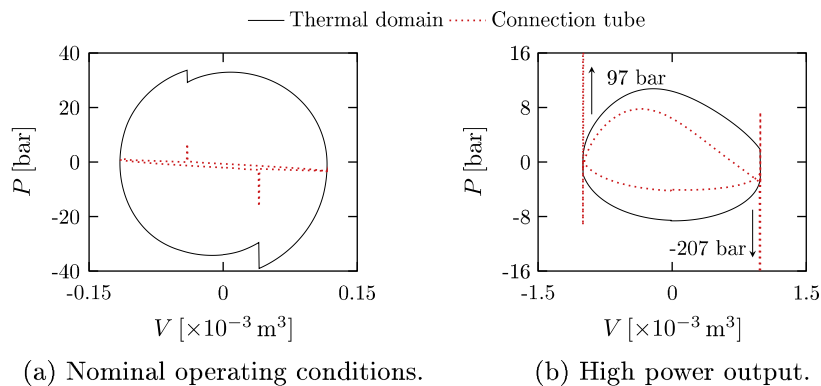 Thermal domain Connection tube
40 20 0 -20 -40
P [bar]
-0.15 0 0.15
V [×10⁻³ m³]
16 8 0 -8 -16
P [bar]
97 bar
-207 bar
-1.5 0 1.5
V [×10⁻³ m³]
(a) Nominal operating conditions. (b) High power output.